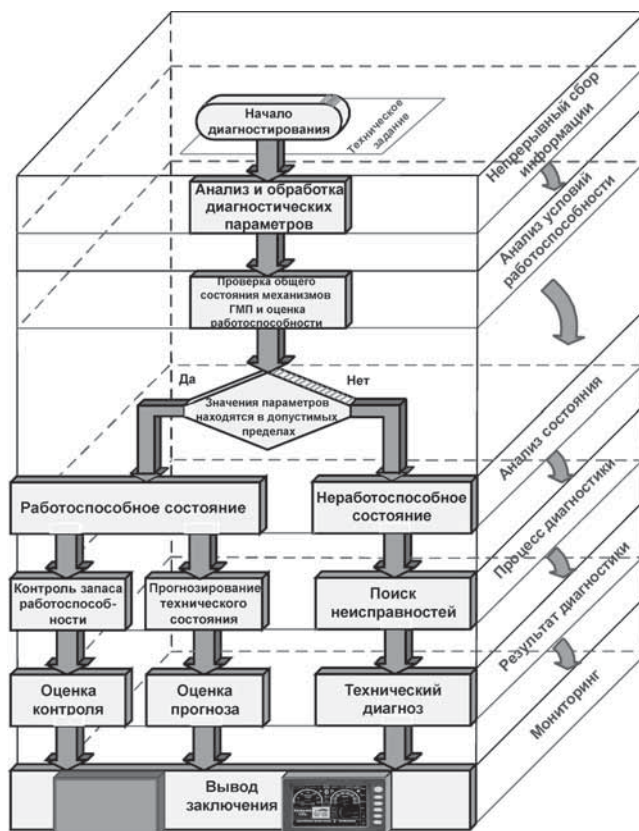 Начало
диагностирования
Техническое
задание
Непрерывный сбор
информации
Анализ и обработка
диагностических
параметров
Анализ условий
работоспособности
Проверка общего
состояния механизмов
ГМП и оценка
работоспособности
Да
Нет
Значения параметров
находятся в допустимых
пределах
Анализ состояния
Работоспособное состояние
Неработоспособное
состояние
Процесс диагностики
Контроль запаса
работоспособ-
ности
Прогнозирование
технического
состояния
Поиск
неисправностей
Результат диагностики
Оценка
контроля
Оценка
прогноза
Технический
диагноз
Мониторинг
Вывод
заключения